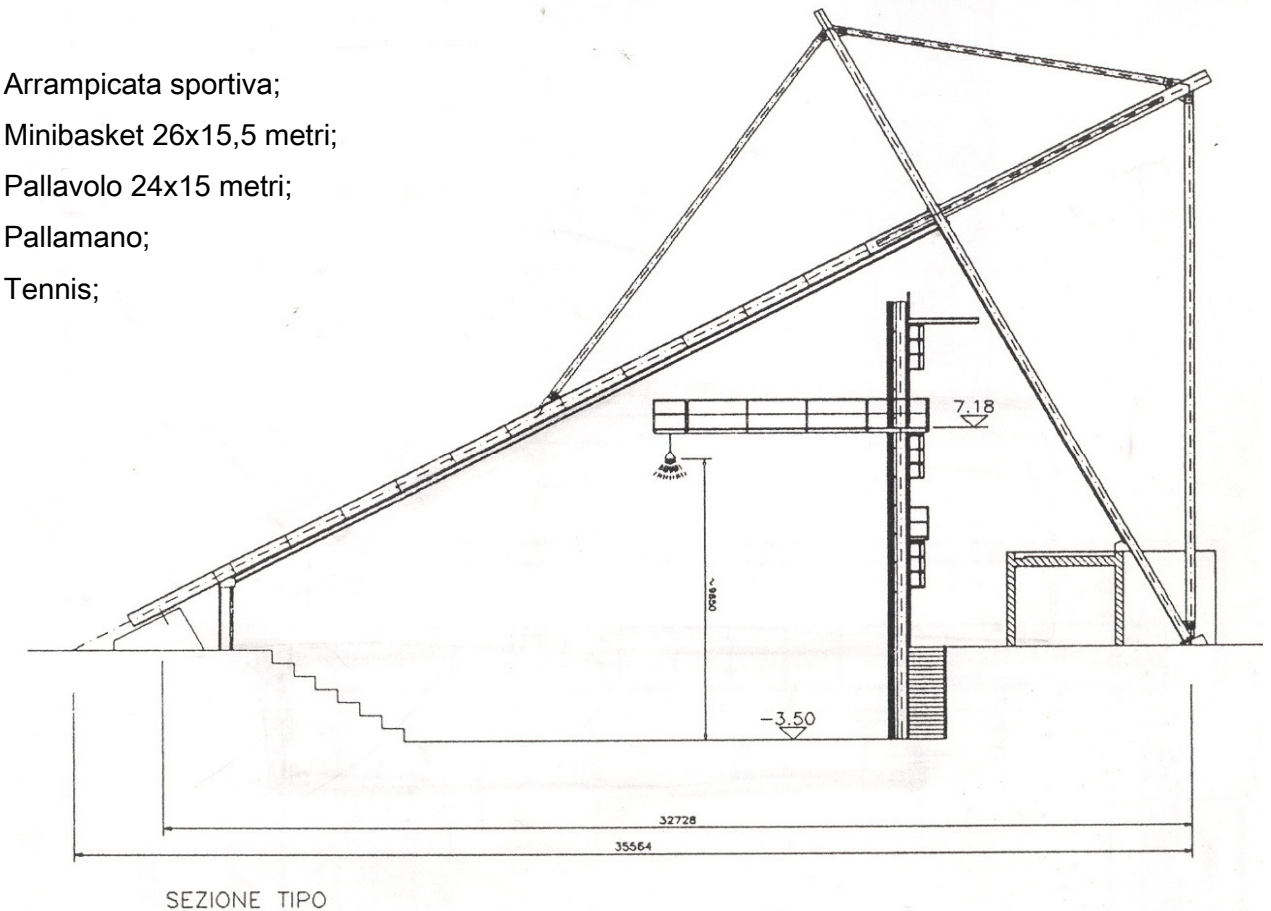 Arrampicata sportiva;
Minibasket 26x15,5 metri;
Pallavolo 24x15 metri;
Pallamano;
Tennis;
7.18
~9850
-3.50
32728
35564
SEZIONE TIPO